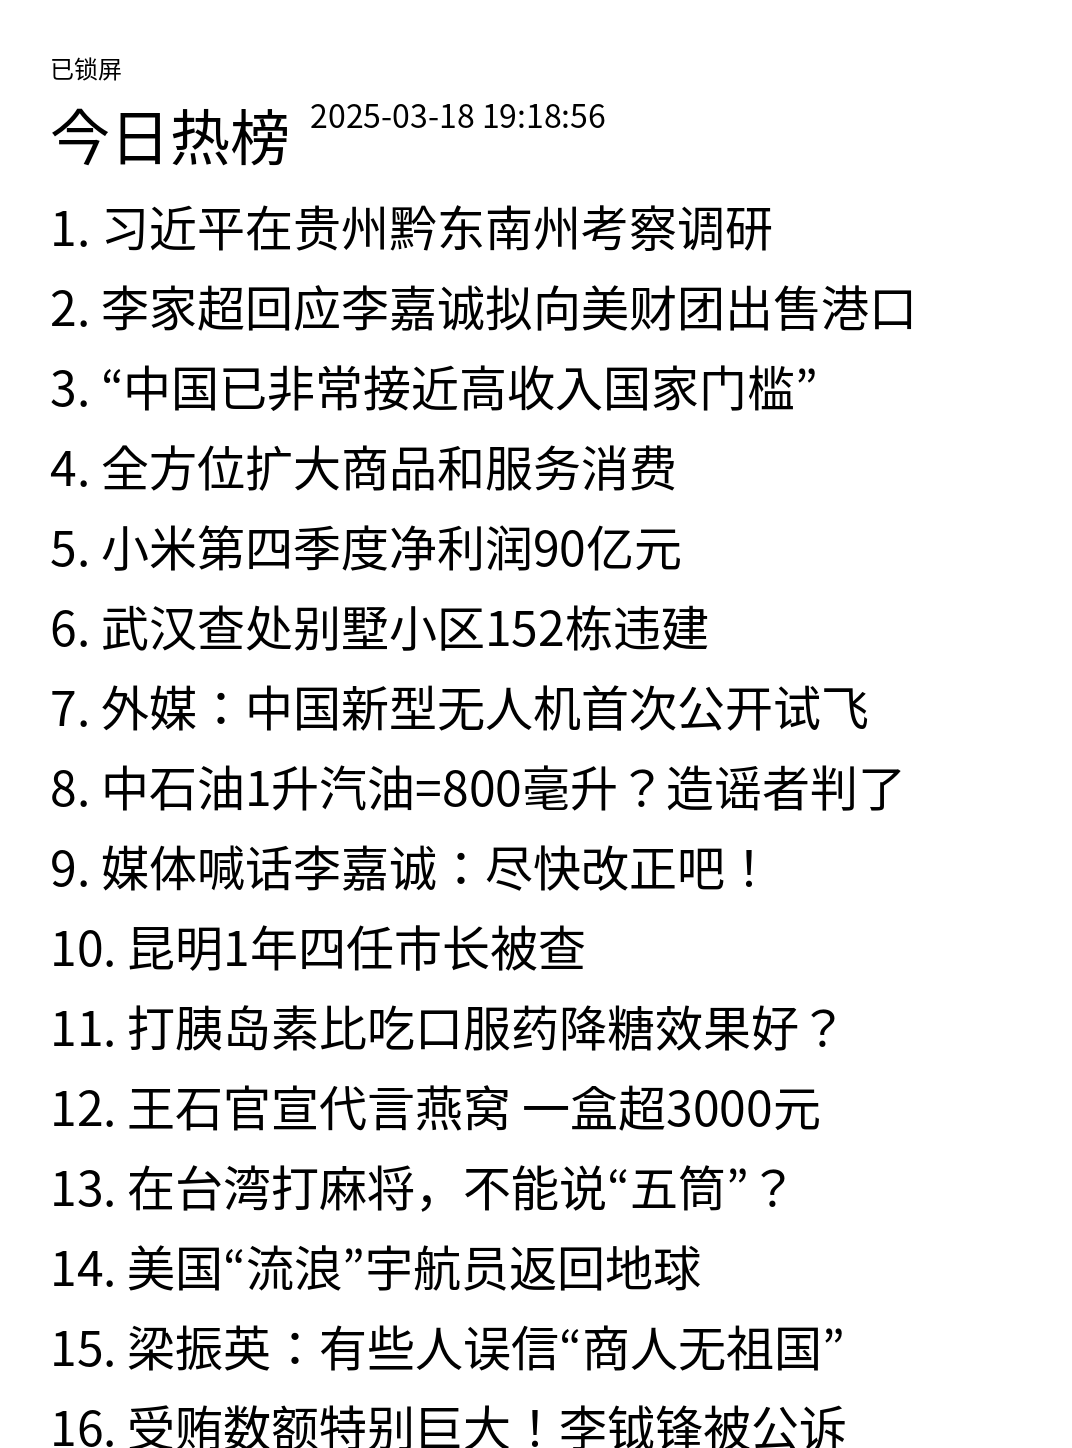 已锁屏
今日热榜 2025-03-18 19:18:56
1. 习近平在贵州黔东南州考察调研
2. 李家超回应李嘉诚拟向美财团出售港口
3. “中国已非常接近高收入国家门槛”
4. 全方位扩大商品和服务消费
5. 小米第四季度净利润90亿元
6. 武汉查处别墅小区152栋违建
7. 外媒：中国新型无人机首次公开试飞
8. 中石油1升汽油=800毫升？造谣者判了
9. 媒体喊话李嘉诚：尽快改正吧！
10. 昆明1年四任市长被查
11. 打胰岛素比吃口服药降糖效果好？
12. 王石官宣代言燕窝 一盒超3000元
13. 在台湾打麻将，不能说“五筒”？
14. 美国“流浪”宇航员返回地球
15. 梁振英：有些人误信“商人无祖国”
16. 受贿数额特别巨大！李钺锋被公诉